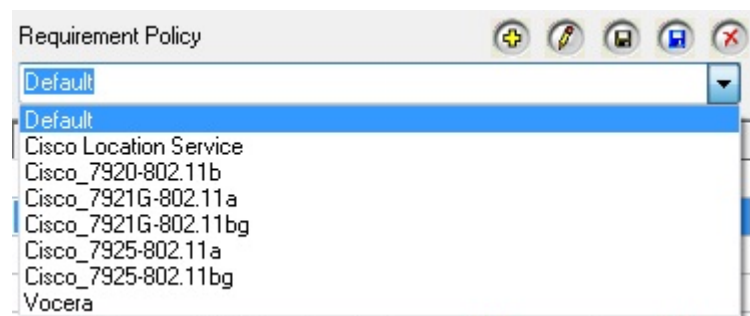 Requirement Policy
Default
Default
Cisco Location Service
Cisco_7920-802.11b
Cisco_7921G-802.11a
Cisco_7921G-802.11bg
Cisco_7925-802.11a
Cisco_7925-802.11bg
Vocera